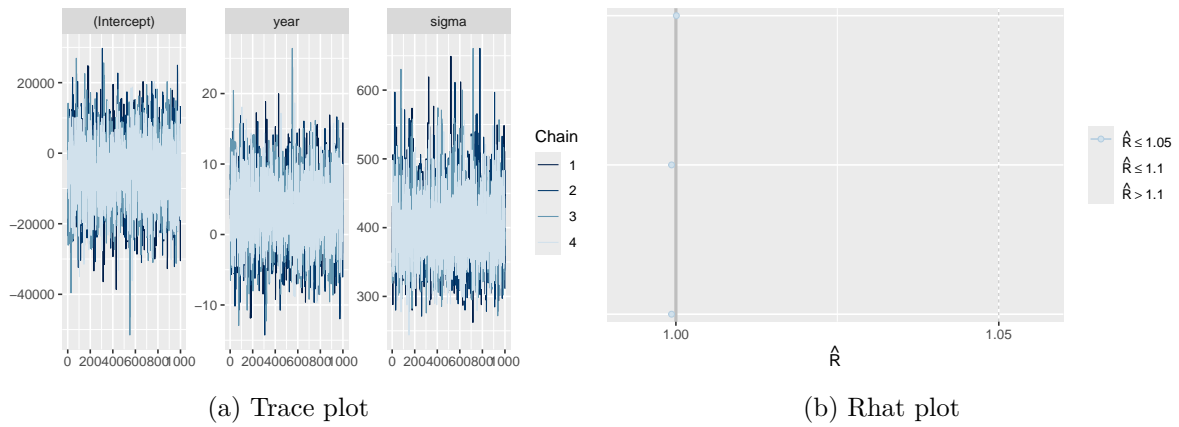 (Intercept)
year
sigma
20000
0
−20000
−40000
20
10
0
−10
600
500
400
300
0 2004006008001000
0 2004006008001000
0 2004006008001000
Chain
1
2
3
4
(a) Trace plot
1.00
1.05
R̂
R̂ ≤ 1.05
R̂ ≤ 1.1
R̂ > 1.1
(b) Rhat plot